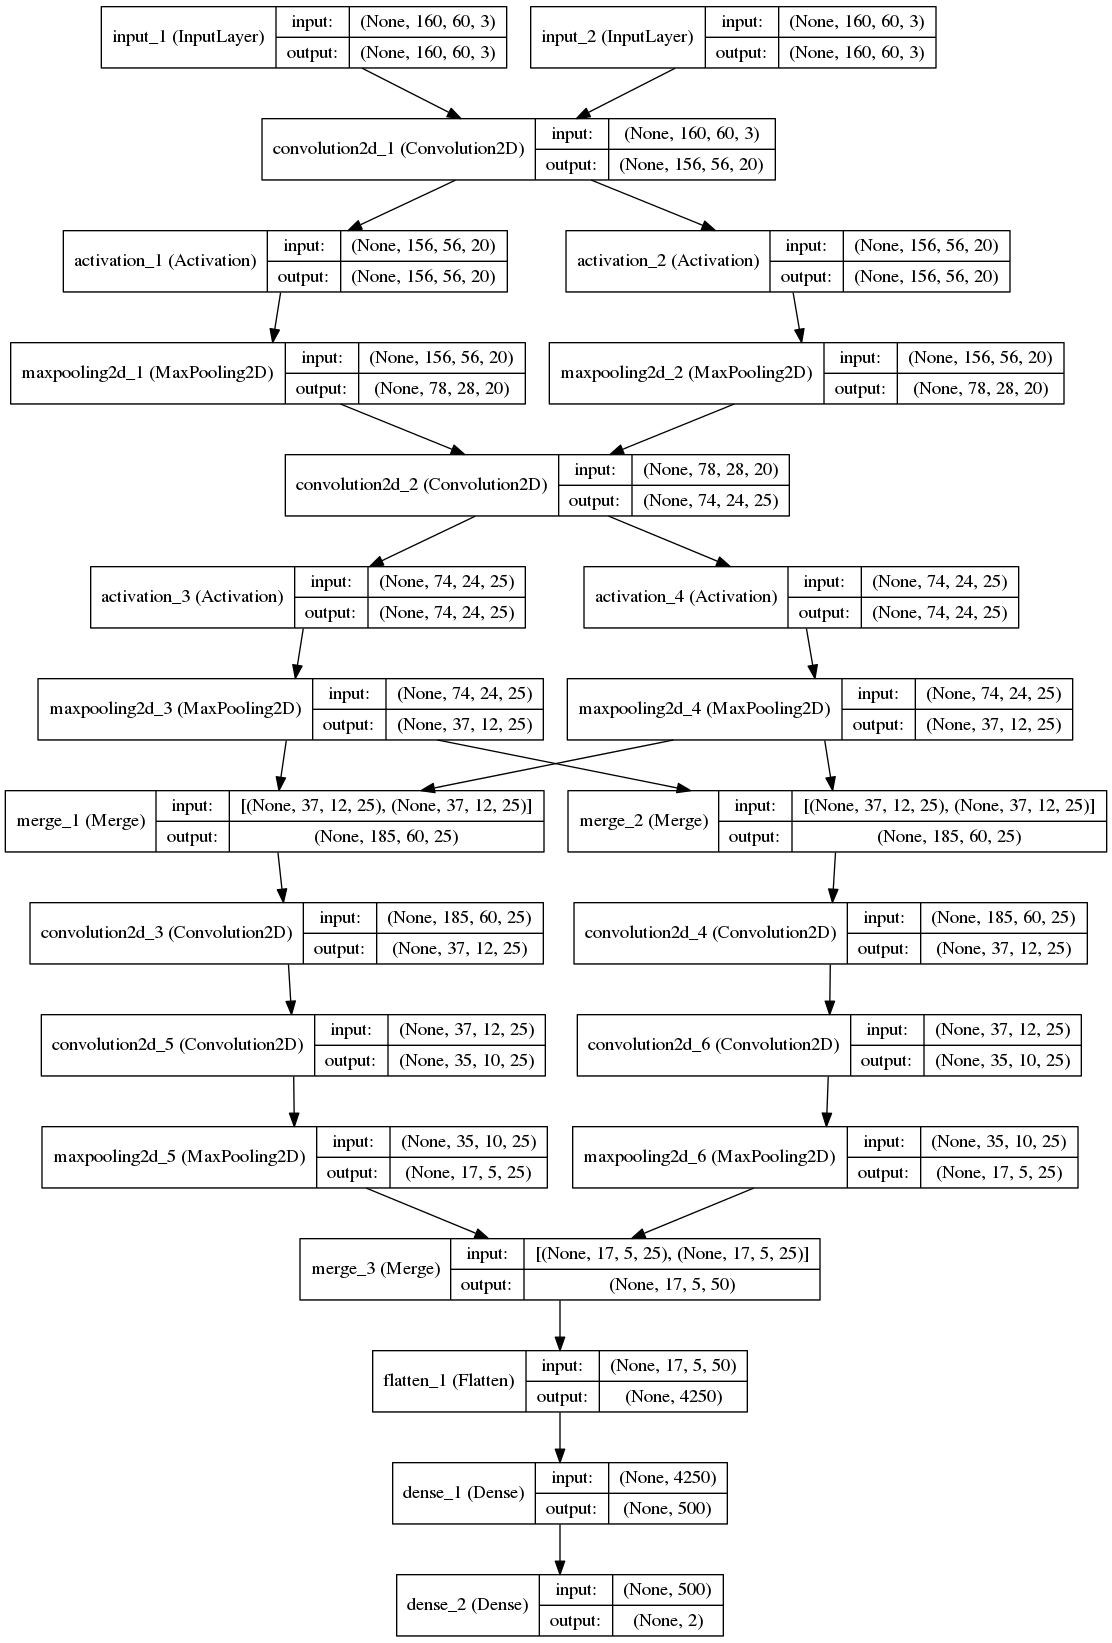 input_1 (InputLayer)
input: (None, 160, 60, 3)
output: (None, 160, 60, 3)
input_2 (InputLayer)
input: (None, 160, 60, 3)
output: (None, 160, 60, 3)
convolution2d_1 (Convolution2D)
input: (None, 160, 60, 3)
output: (None, 156, 56, 20)
activation_1 (Activation)
input: (None, 156, 56, 20)
output: (None, 156, 56, 20)
activation_2 (Activation)
input: (None, 156, 56, 20)
output: (None, 156, 56, 20)
maxpooling2d_1 (MaxPooling2D)
input: (None, 156, 56, 20)
output: (None, 78, 28, 20)
maxpooling2d_2 (MaxPooling2D)
input: (None, 156, 56, 20)
output: (None, 78, 28, 20)
convolution2d_2 (Convolution2D)
input: (None, 78, 28, 20)
output: (None, 74, 24, 25)
activation_3 (Activation)
input: (None, 74, 24, 25)
output: (None, 74, 24, 25)
activation_4 (Activation)
input: (None, 74, 24, 25)
output: (None, 74, 24, 25)
maxpooling2d_3 (MaxPooling2D)
input: (None, 74, 24, 25)
output: (None, 37, 12, 25)
maxpooling2d_4 (MaxPooling2D)
input: (None, 74, 24, 25)
output: (None, 37, 12, 25)
merge_1 (Merge)
input: [(None, 37, 12, 25), (None, 37, 12, 25)]
output: (None, 185, 60, 25)
merge_2 (Merge)
input: [(None, 37, 12, 25), (None, 37, 12, 25)]
output: (None, 185, 60, 25)
convolution2d_3 (Convolution2D)
input: (None, 185, 60, 25)
output: (None, 37, 12, 25)
convolution2d_4 (Convolution2D)
input: (None, 185, 60, 25)
output: (None, 37, 12, 25)
convolution2d_5 (Convolution2D)
input: (None, 37, 12, 25)
output: (None, 35, 10, 25)
convolution2d_6 (Convolution2D)
input: (None, 37, 12, 25)
output: (None, 35, 10, 25)
maxpooling2d_5 (MaxPooling2D)
input: (None, 35, 10, 25)
output: (None, 17, 5, 25)
maxpooling2d_6 (MaxPooling2D)
input: (None, 35, 10, 25)
output: (None, 17, 5, 25)
merge_3 (Merge)
input: [(None, 17, 5, 25), (None, 17, 5, 25)]
output: (None, 17, 5, 50)
flatten_1 (Flatten)
input: (None, 17, 5, 50)
output: (None, 4250)
dense_1 (Dense)
input: (None, 4250)
output: (None, 500)
dense_2 (Dense)
input: (None, 500)
output: (None, 2)